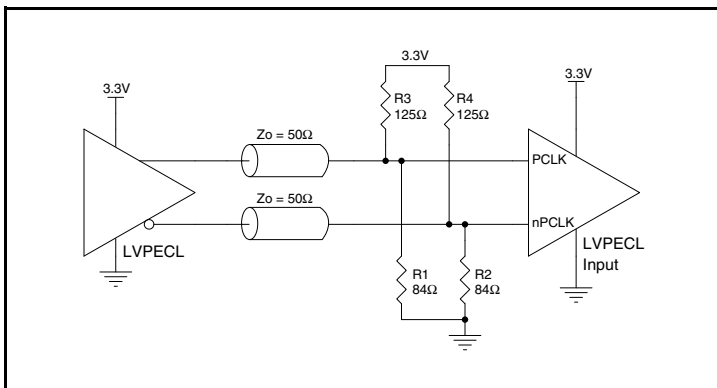 3.3V
3.3V
3.3V
R3
125Ω
R4
125Ω
Zo = 50Ω
PCLK
Zo = 50Ω
nPCLK
LVPECL
LVPECL
Input
R1
84Ω
R2
84Ω